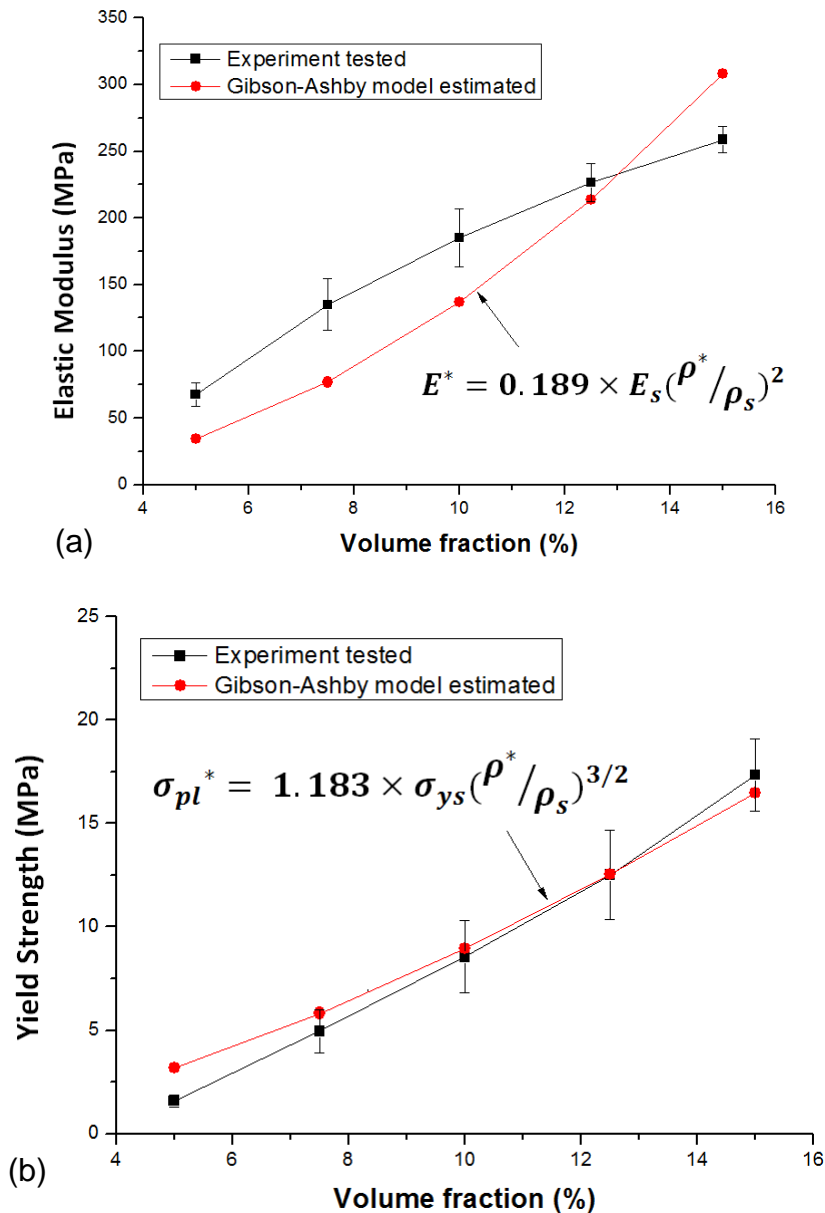 350
300
250
200
150
100
50
0
Elastic Modulus (MPa)
Experiment tested
Gibson-Ashby model estimated
E* = 0.189 × Eₛ(ρ*/ρₛ)²
4 6 8 10 12 14 16
Volume fraction (%)
(a)
25
20
15
10
5
0
Yield Strength (MPa)
Experiment tested
Gibson-Ashby model estimated
σ_pl* = 1.183 × σ_ys(ρ*/ρₛ)^3/2
4 6 8 10 12 14 16
Volume fraction (%)
(b)